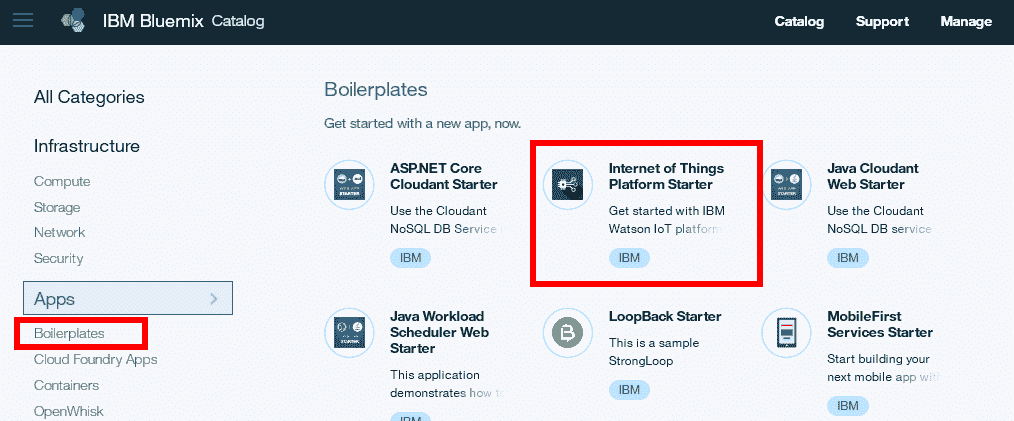 IBM Bluemix Catalog
Catalog Support Manage
All Categories
Infrastructure
Compute
Storage
Network
Security
Apps
Boilerplates
Cloud Foundry Apps
Containers
OpenWhisk
Boilerplates
Get started with a new app, now.
ASP.NET Core
Cloudant Starter
Use the Cloudant
NoSQL DB Service
IBM
Internet of Things
Platform Starter
Get started with IBM
Watson IoT platform
IBM
Java Cloudant
Web Starter
Use the Cloudant
NoSQL DB service
IBM
Java Workload
Scheduler Web
Starter
This application
demonstrates how to
IBM
LoopBack Starter
This is a sample
StrongLoop
IBM
MobileFirst
Services Starter
Start building your
next mobile app with
IBM